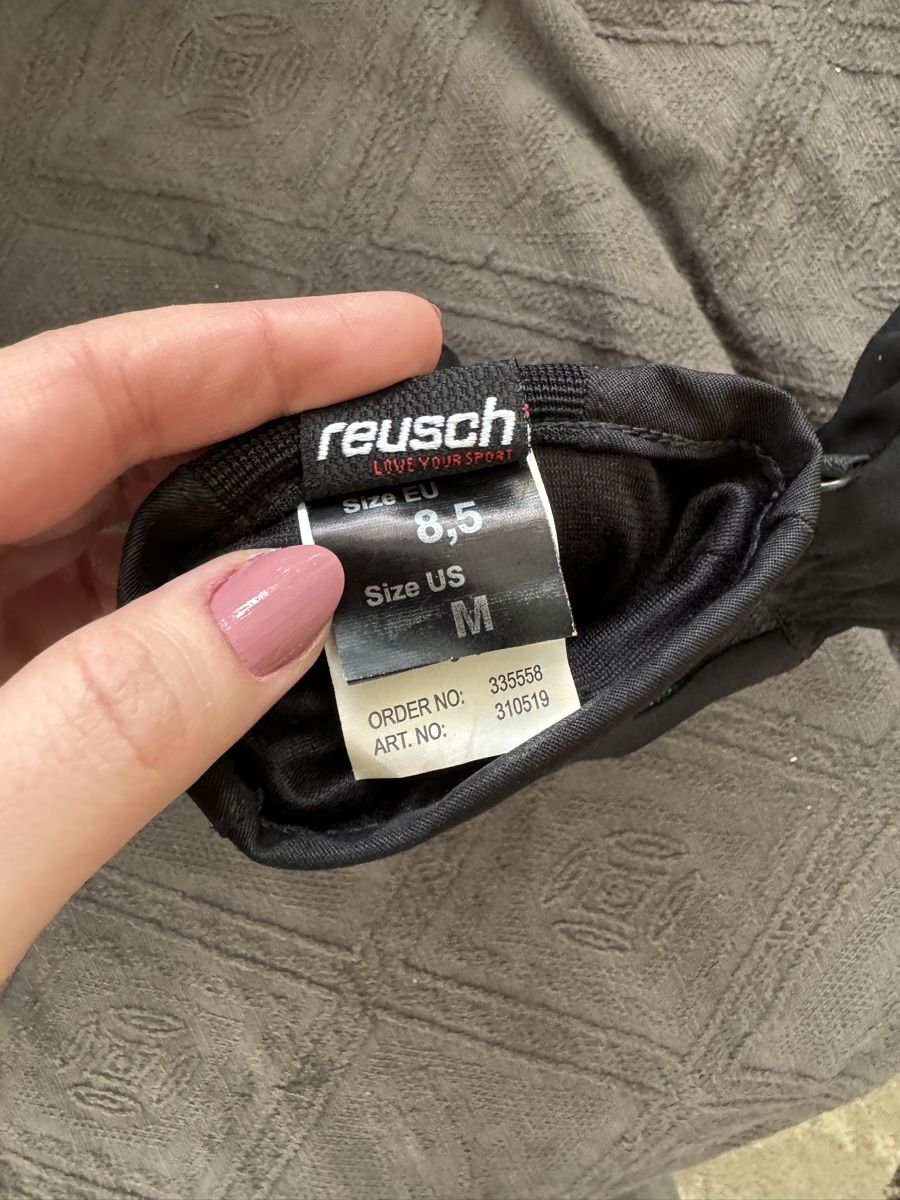 reusch
LOVE YOUR SPORT
Size EU
8,5
Size US
M
ORDER NO: 335558
ART. NO: 310519